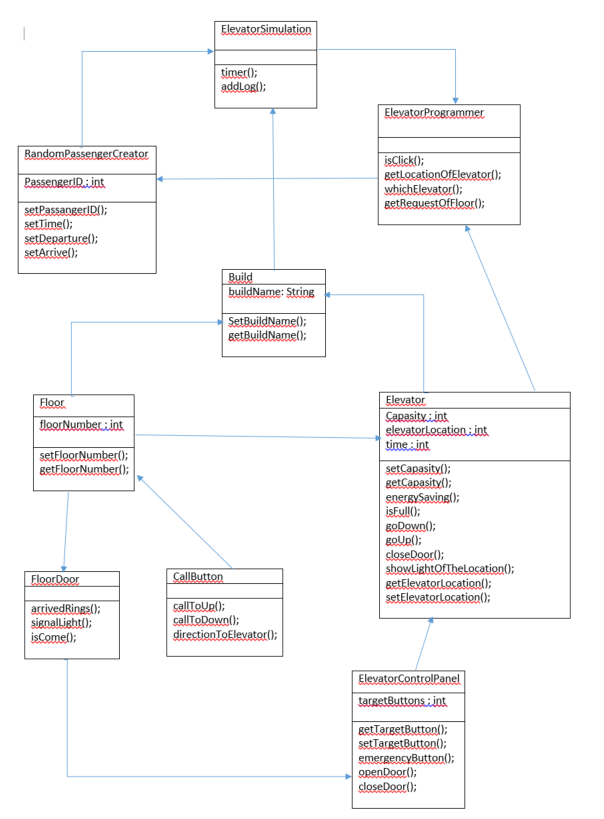 ElevatorSimulation
timer();
addLog();
ElevatorProgrammer
isClick();
getLocationOfElevator();
whichElevator();
getRequestOfFloor();
RandomPassengerCreator
PassengerID : int
setPassangerID();
setTime();
setDeparture();
setArrive();
Build
buildName: String
SetBuildName();
getBuildName();
Floor
floorNumber : int
setFloorNumber();
getFloorNumber();
Elevator
Capasity : int
elevatorLocation : int
time : int
setCapasity();
getCapasity();
energySaving();
isFull();
goDown();
goUp();
closeDoor();
showLightOfTheLocation();
getElevatorLocation();
setElevatorLocation();
FloorDoor
arrivedRings();
signalLight();
isCome();
CallButton
callToUp();
callToDown();
directionToElevator();
ElevatorControlPanel
targetButtons : int
getTargetButton();
setTargetButton();
emergencyButton();
openDoor();
closeDoor();